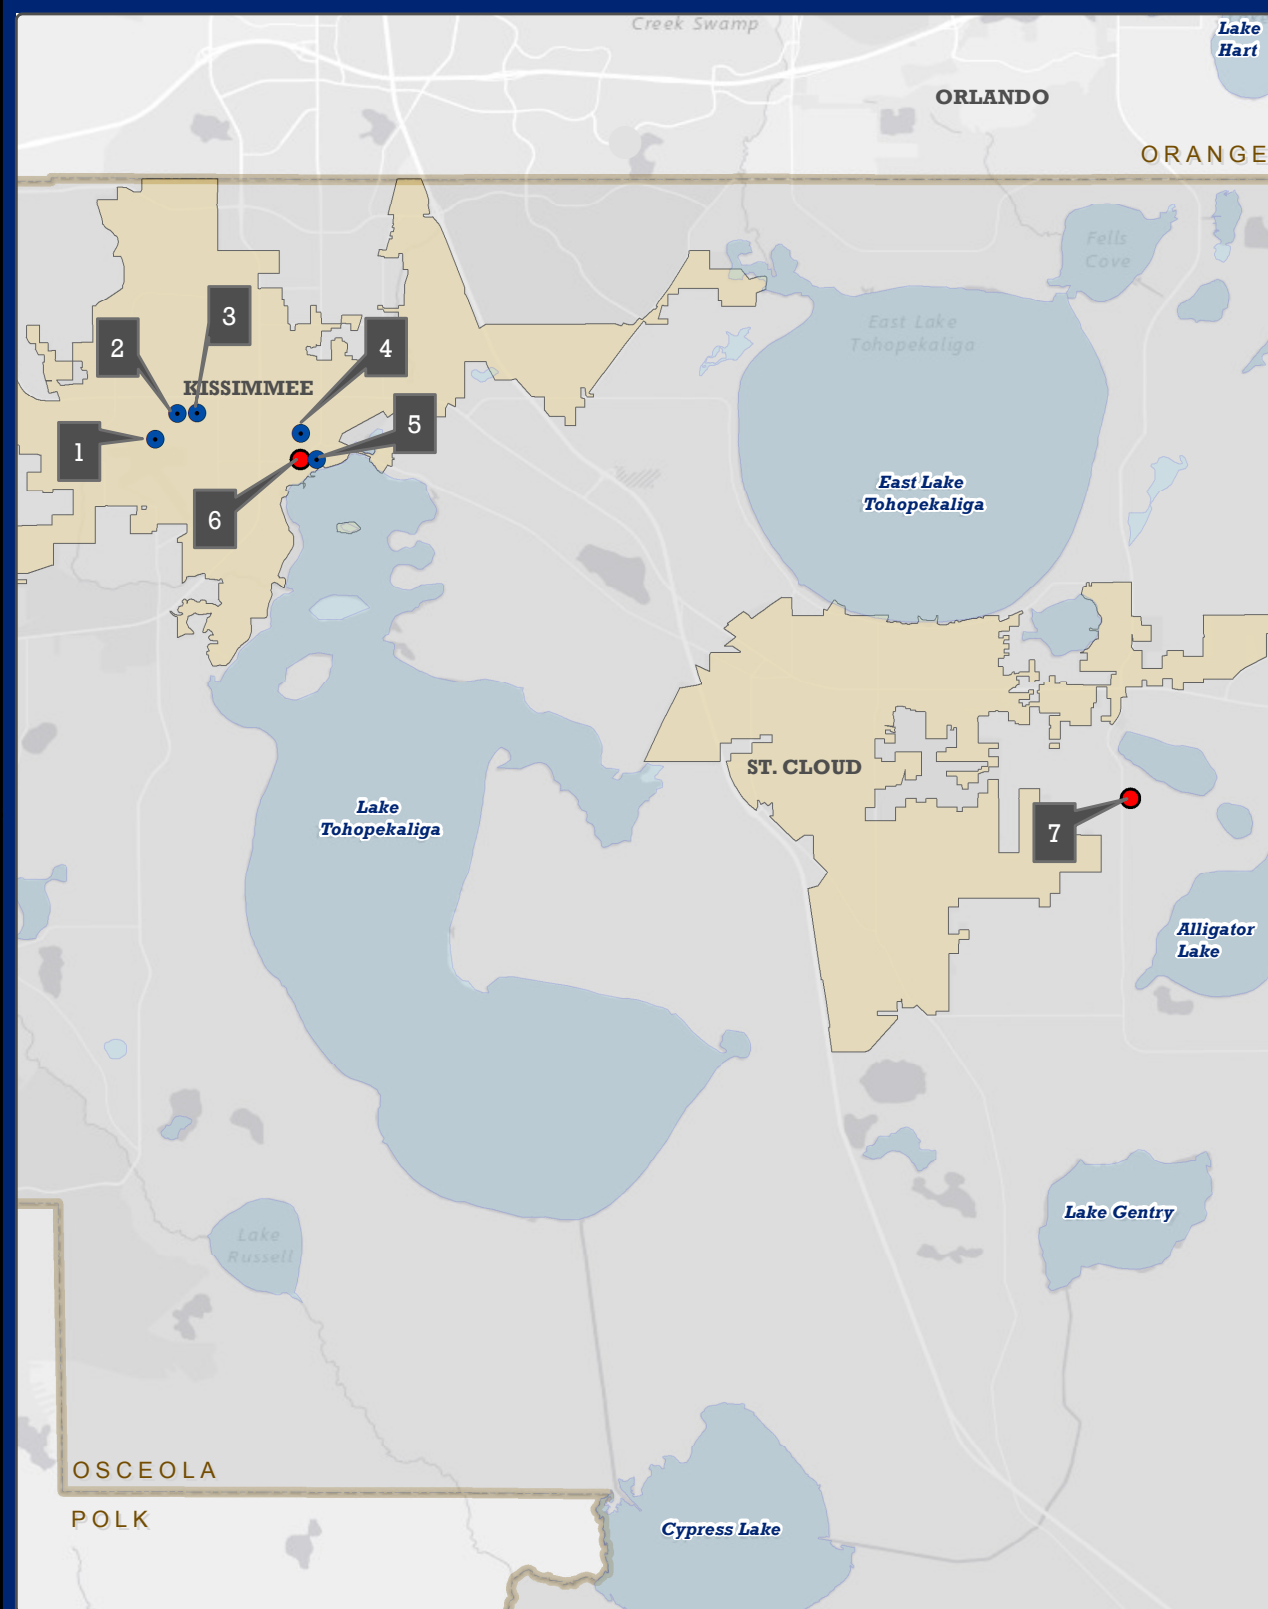 Creek Swamp
Lake
Hart
ORLANDO
ORANGE
Fells
Cove
3
2
4
East Lake
Tohopekaliga
KISSIMMEE
5
1
East Lake
Tohopekaliga
6
ST. CLOUD
Lake
Tohopekaliga
7
Alligator
Lake
Lake Gentry
Lake
Russell
OSCEOLA
POLK
Cypress Lake